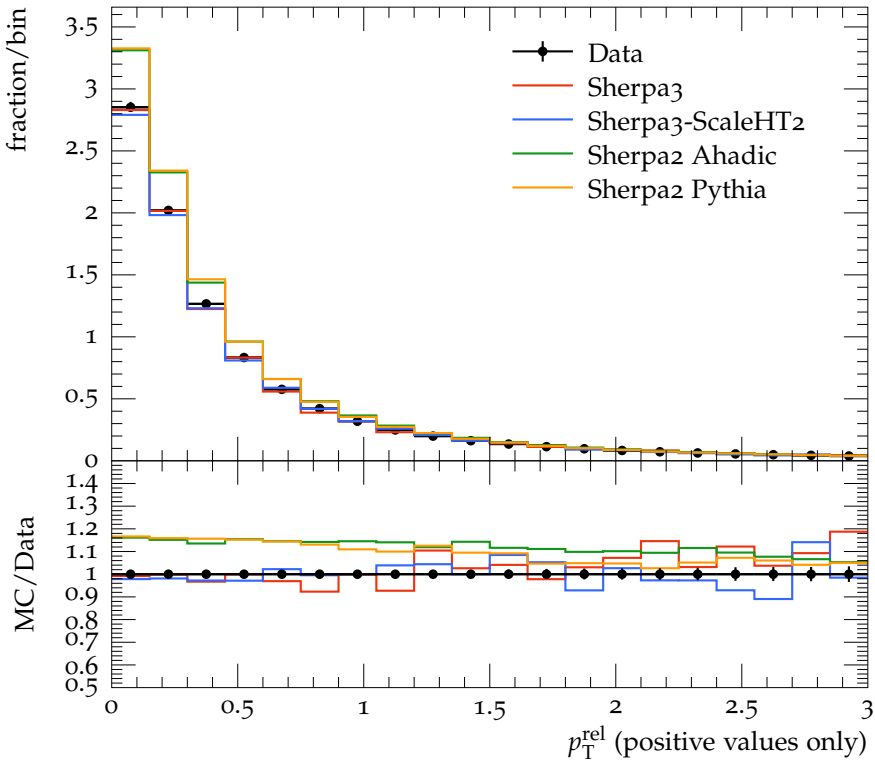 fraction/bin
3.5
3
2.5
2
1.5
1
0.5
0
Data
Sherpa3
Sherpa3-ScaleHT2
Sherpa2 Ahadic
Sherpa2 Pythia
MC/Data
1.4
1.3
1.2
1.1
1
0.9
0.8
0.7
0.6
0.5
0 0.5 1 1.5 2 2.5 3
p_T^rel (positive values only)